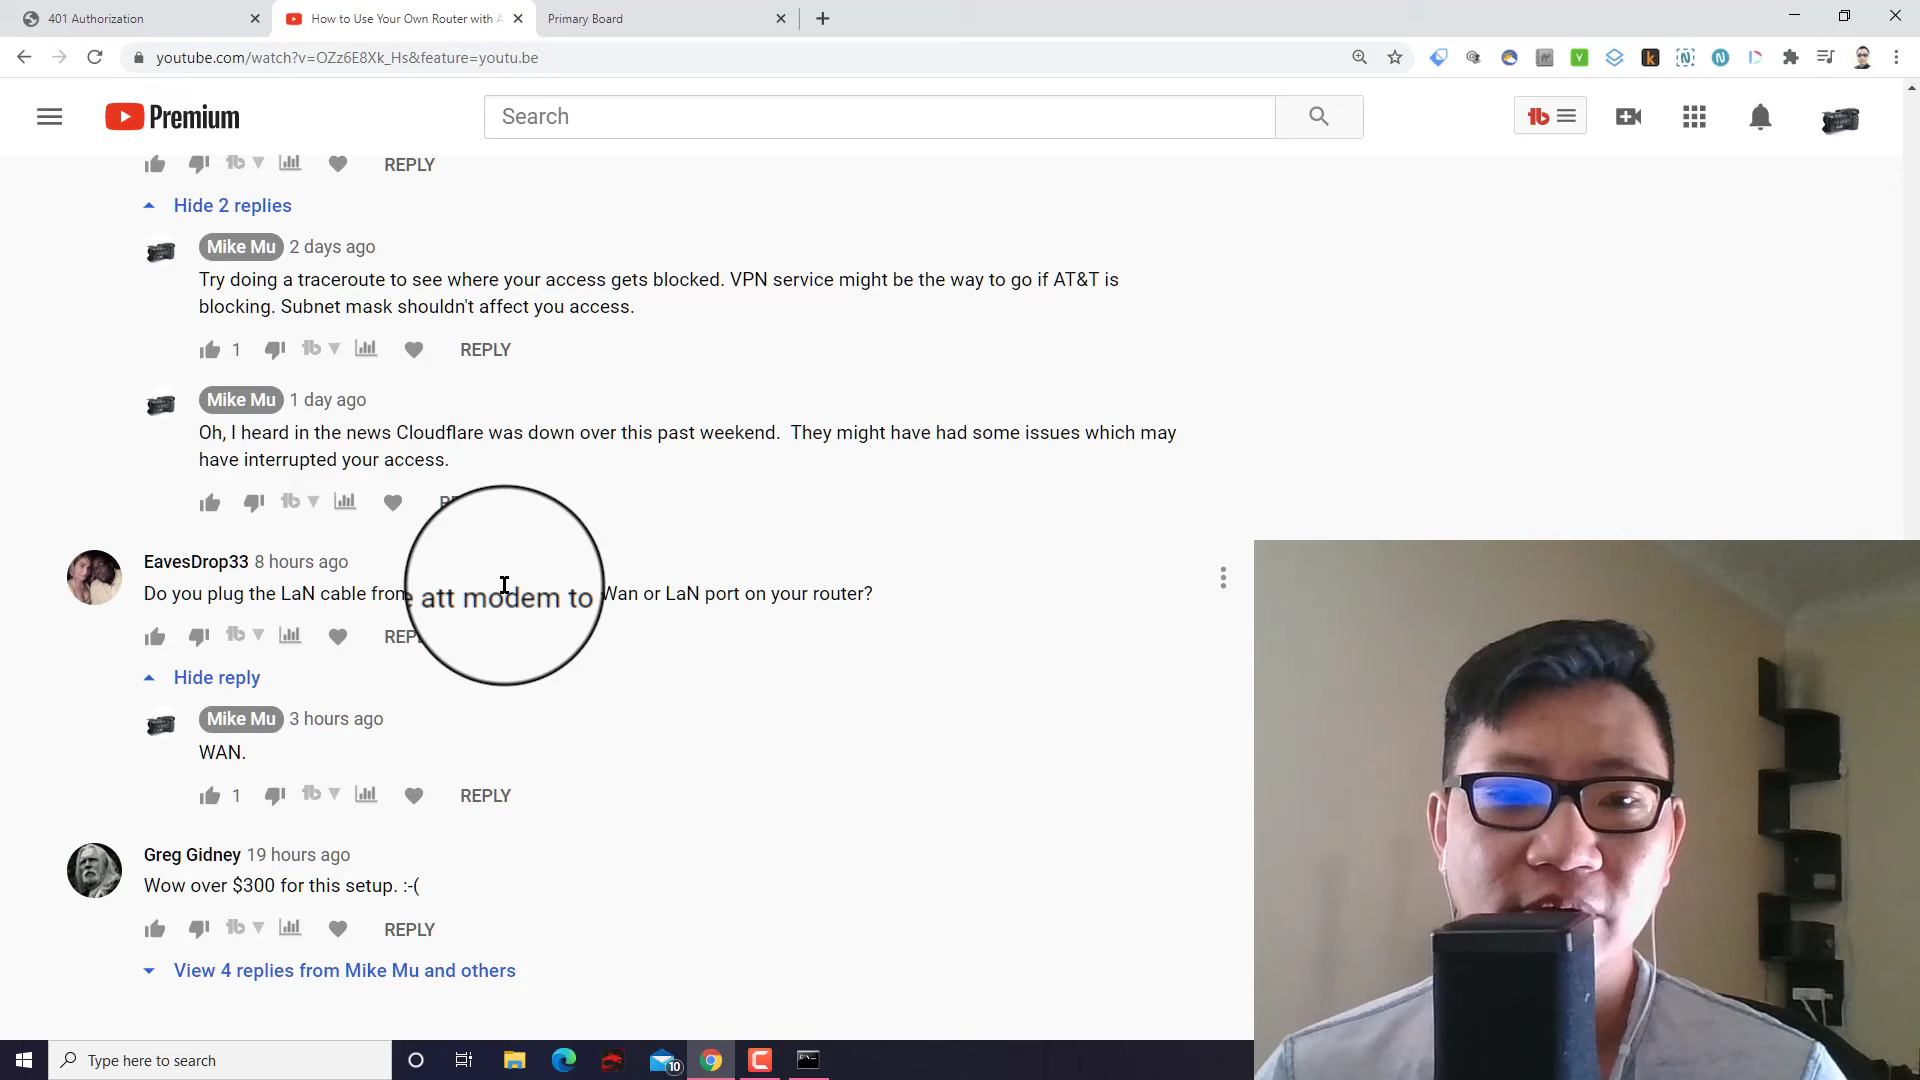 401 Authorization
How to Use Your Own Router with A
Primary Board
youtube.com/watch?v=OZz6E8Xk_Hs&feature=youtu.be
Premium
Search
REPLY
Hide 2 replies
Mike Mu 2 days ago
Try doing a traceroute to see where your access gets blocked. VPN service might be the way to go if AT&T is
blocking. Subnet mask shouldn't affect you access.
1 REPLY
Mike Mu 1 day ago
Oh, I heard in the news Cloudflare was down over this past weekend. They might have had some issues which may
have interrupted your access.
EavesDrop33 8 hours ago
Do you plug the LaN cable from att modem to Wan or LaN port on your router?
Hide reply
Mike Mu 3 hours ago
WAN.
1 REPLY
Greg Gidney 19 hours ago
Wow over $300 for this setup. :-(
REPLY
View 4 replies from Mike Mu and others
Type here to search
10